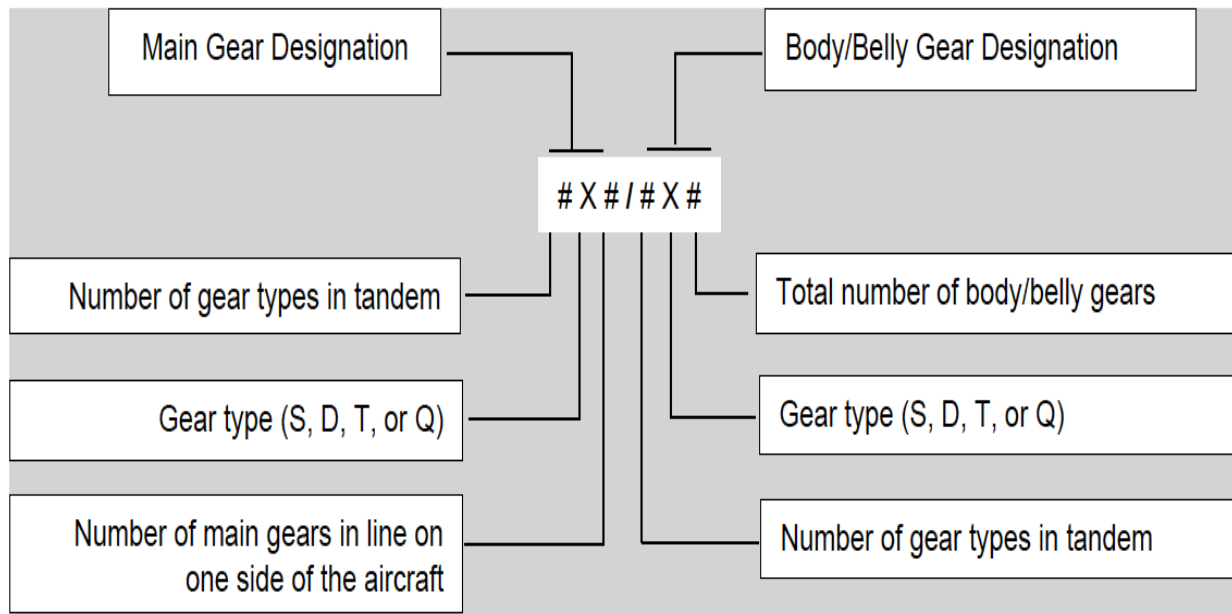 Main Gear Designation
Body/Belly Gear Designation
# X # / # X #
Number of gear types in tandem
Total number of body/belly gears
Gear type (S, D, T, or Q)
Gear type (S, D, T, or Q)
Number of main gears in line on
one side of the aircraft
Number of gear types in tandem